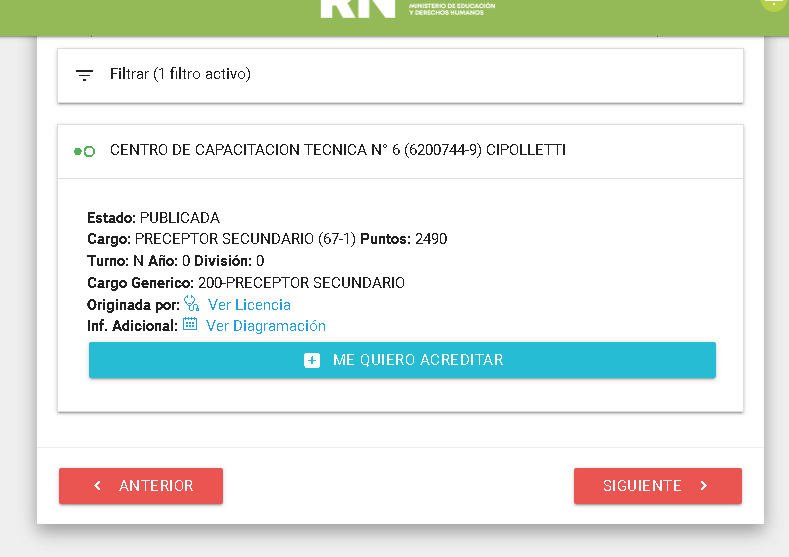 RN MINISTERIO DE EDUCACIÓN
Y DERECHOS HUMANOS
Filtrar (1 filtro activo)
CENTRO DE CAPACITACION TECNICA N° 6 (6200744-9) CIPOLLETTI
Estado: PUBLICADA
Cargo: PRECEPTOR SECUNDARIO (67-1) Puntos: 2490
Turno: N Año: 0 División: 0
Cargo Generico: 200-PRECEPTOR SECUNDARIO
Originada por: Ver Licencia
Inf. Adicional: Ver Diagramación
ME QUIERO ACREDITAR
ANTERIOR
SIGUIENTE